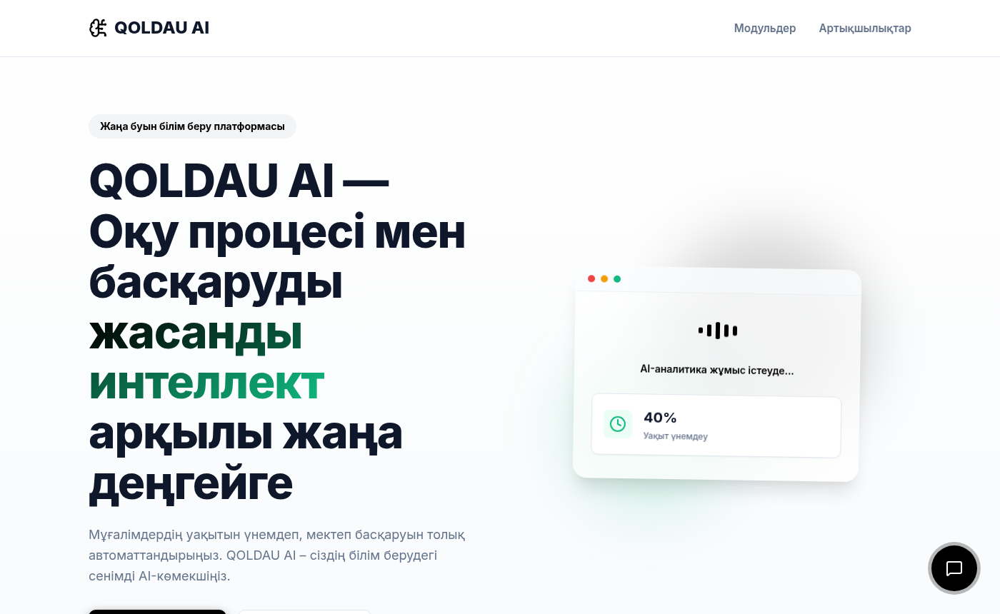 QOLDAU AI
Модульдер
Артықшылықтар
Жаңа буын білім беру платформасы
QOLDAU AI —
Оқу процесі мен
басқаруды
жасанды
интеллект
арқылы жаңа
деңгейге
Мұғалімдердің уақытын үнемдеп, мектеп басқаруын толық
автоматтандырыңыз. QOLDAU AI – сіздің білім берудегі
сенімді AI-көмекшіңіз.
AI-аналитика жұмыс істеуде...
40%
Уақыт үнемдеу